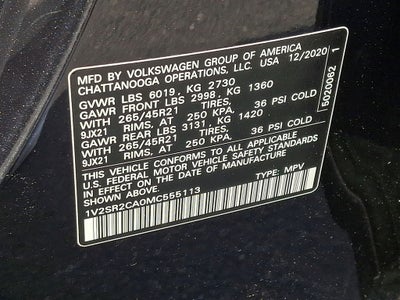 MFD BY VOLKSWAGEN GROUP OF AMERICA
CHATTANOOGA OPERATIONS, LLC. USA 12/2020
GVWR LBS 6019, KG 2730
GAWR FRONT LBS 2998, KG 1360
WITH 265/45R21 TIRES,
9JX21 RIMS, AT 250 KPA, 36 PSI COLD
GAWR REAR LBS 3131, KG 1420
WITH 265/45R21 TIRES,
9JX21 RIMS, AT 250 KPA, 36 PSI COLD
THIS VEHICLE CONFORMS TO ALL APPLICABLE
U.S. FEDERAL MOTOR VEHICLE SAFETY STANDARDS
IN EFFECT ON THE DATE OF MANUFACTURE
SHOWN ABOVE.
1V2SR2CA0MC555113 TYPE: MPV
5020062 1